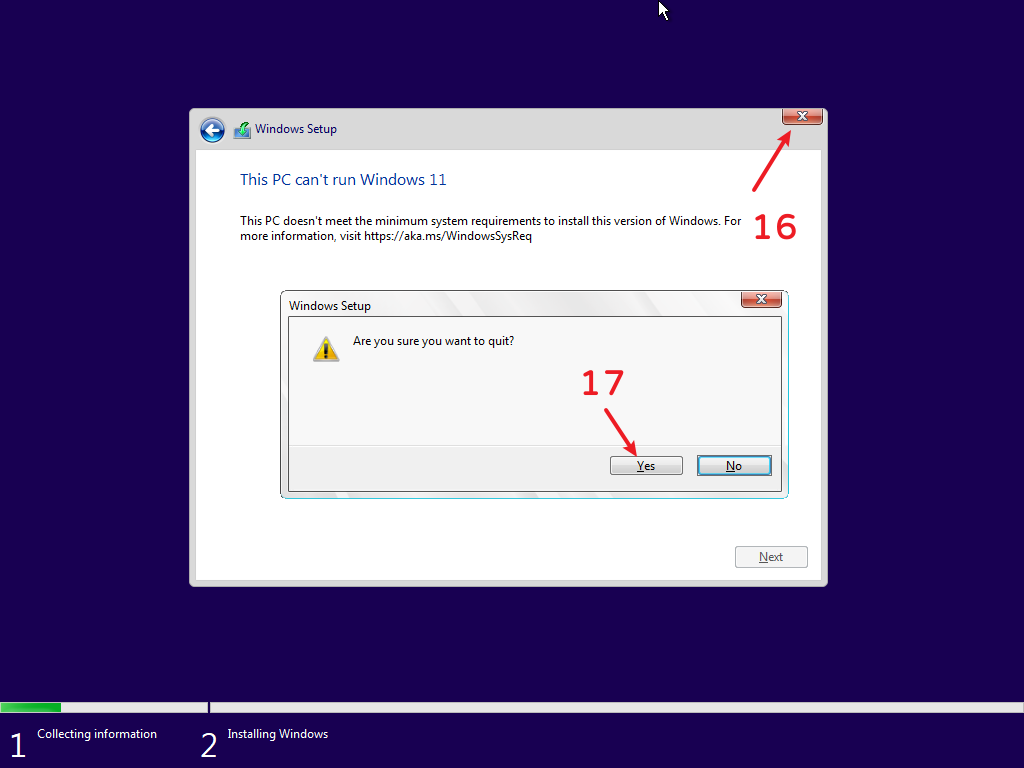 Windows Setup
This PC can't run Windows 11
This PC doesn't meet the minimum system requirements to install this version of Windows. For
more information, visit https://aka.ms/WindowsSysReq
16
Windows Setup
Are you sure you want to quit?
17
Yes
No
Next
1 Collecting information
2 Installing Windows